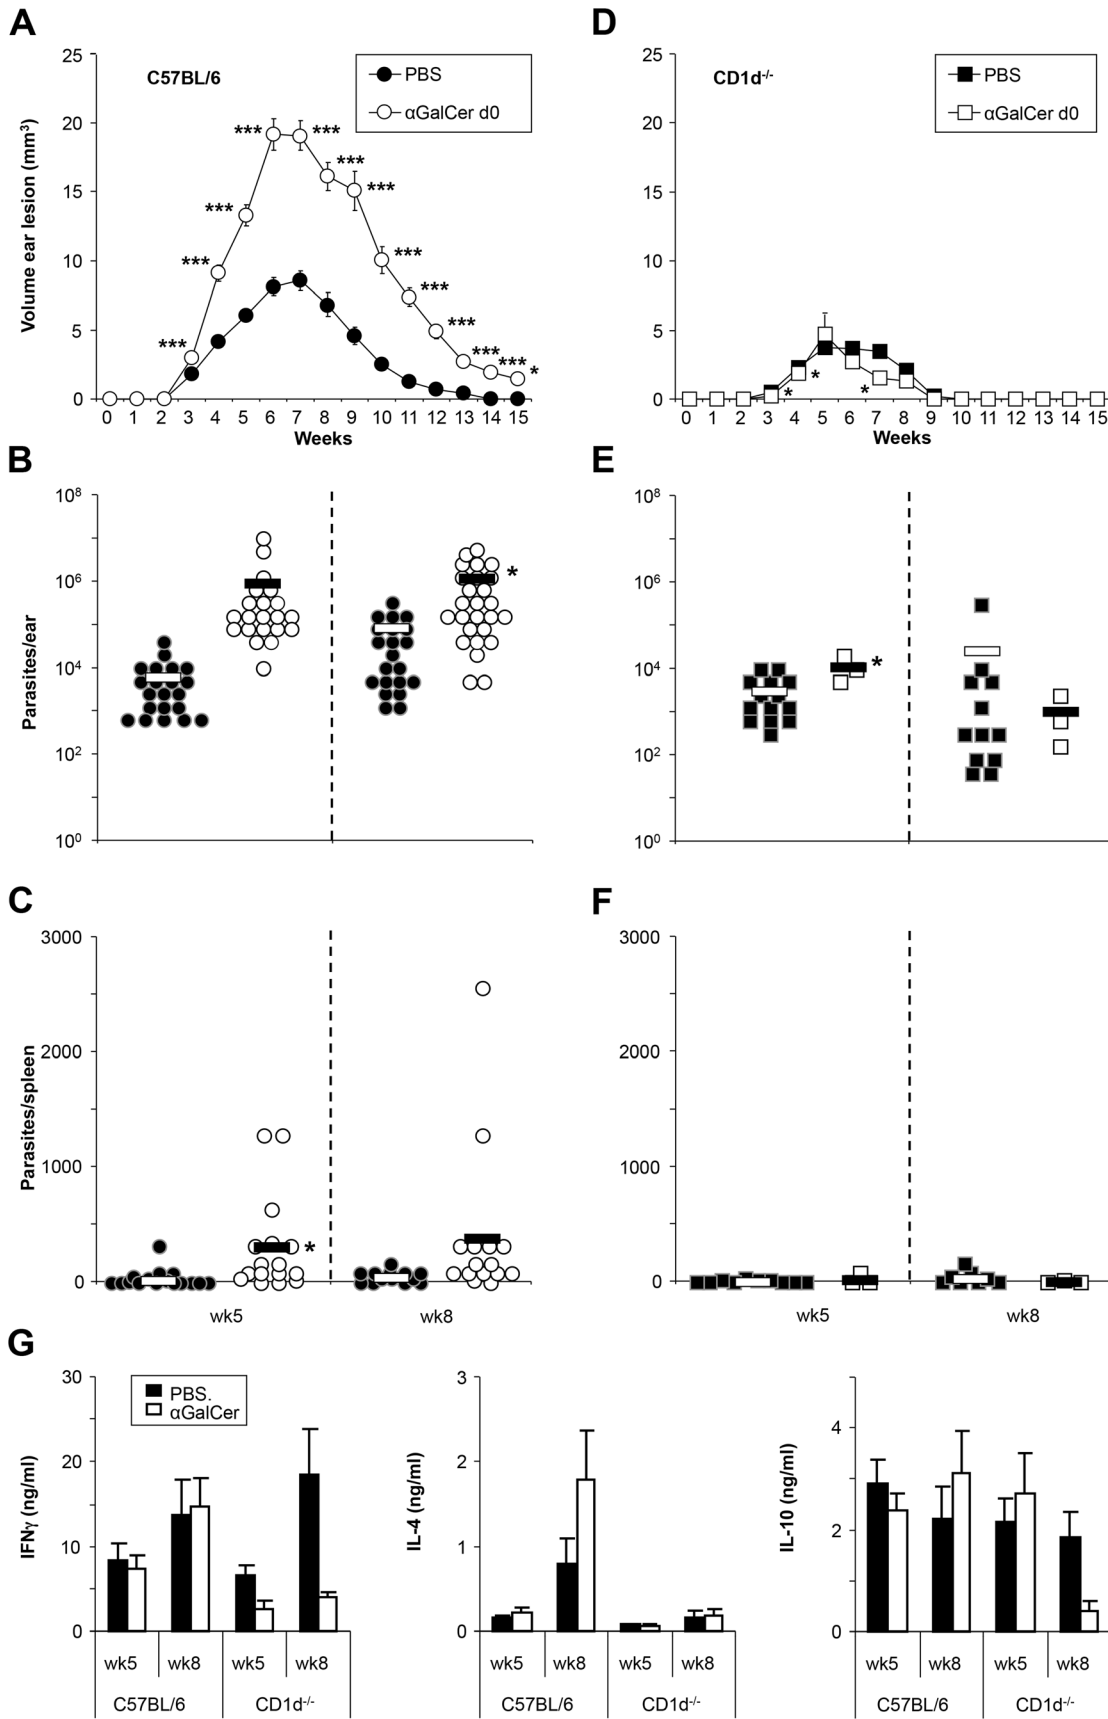 A
25
20
15
10
5
0
Volume ear lesion (mm³)
C57BL/6
PBS
αGalCer d0
***
***
***
***
***
***
***
***
***
***
***
***
*
0 1 2 3 4 5 6 7 8 9 10 11 12 13 14 15
Weeks
D
25
20
15
10
5
0
CD1d-/-
PBS
αGalCer d0
*
*
*
0 1 2 3 4 5 6 7 8 9 10 11 12 13 14 15
Weeks
B
10⁸
10⁶
10⁴
10²
10⁰
Parasites/ear
*
E
10⁸
10⁶
10⁴
10²
10⁰
*
C
3000
2000
1000
0
Parasites/spleen
*
wk5 wk8
F
3000
2000
1000
0
wk5 wk8
G
30
20
10
0
IFNγ (ng/ml)
PBS.
αGalCer
wk5 wk8 wk5 wk8
C57BL/6 CD1d-/-
3
2
1
0
IL-4 (ng/ml)
wk5 wk8 wk5 wk8
C57BL/6 CD1d-/-
4
2
0
IL-10 (ng/ml)
wk5 wk8 wk5 wk8
C57BL/6 CD1d-/-